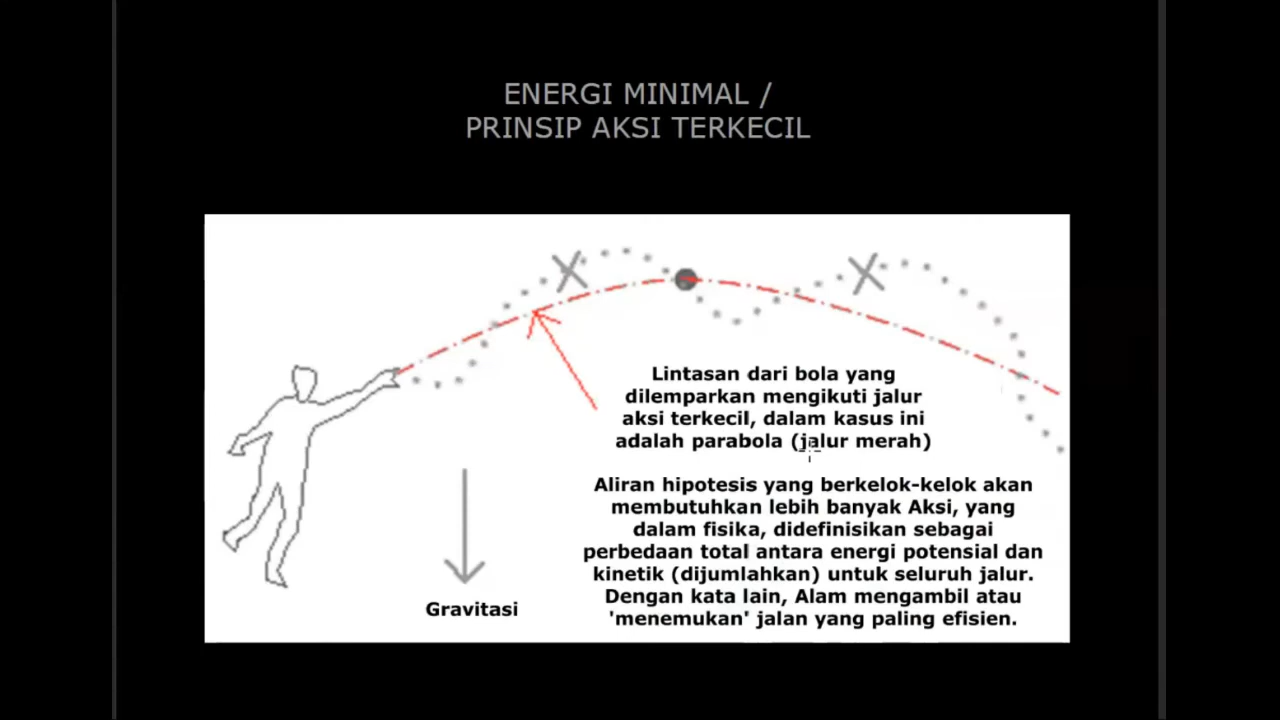 ENERGI MINIMAL /
PRINSIP AKSI TERKECIL
Lintasan dari bola yang
dilemparkan mengikuti jalur
aksi terkecil, dalam kasus ini
adalah parabola (jalur merah)
Aliran hipotesis yang berkelok-kelok akan
membutuhkan lebih banyak Aksi, yang
dalam fisika, didefinisikan sebagai
perbedaan total antara energi potensial dan
kinetik (dijumlahkan) untuk seluruh jalur.
Dengan kata lain, Alam mengambil atau
'menemukan' jalan yang paling efisien.
Gravitasi